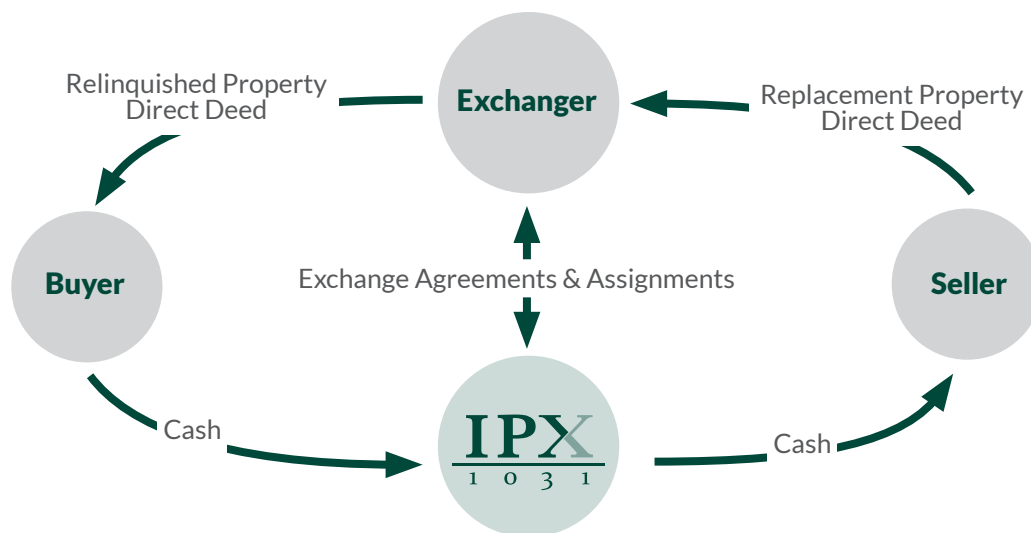 Relinquished Property
Direct Deed
Exchanger
Replacement Property
Direct Deed
Buyer
Exchange Agreements & Assignments
Seller
Cash
IPX
1031
Cash